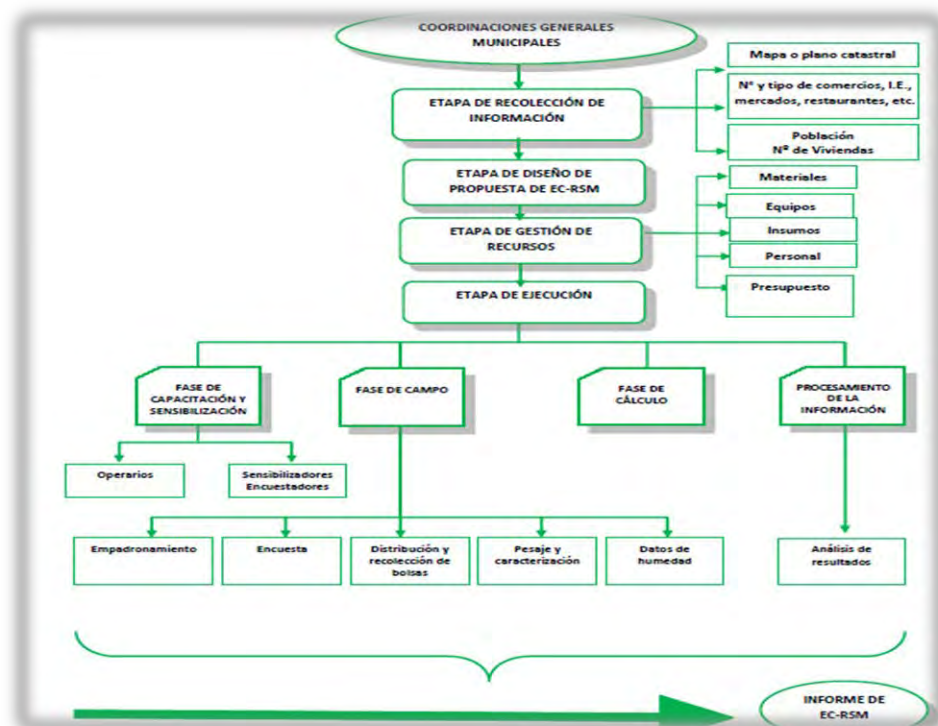 COORDINACIONES GENERALES
MUNICIPALES
ETAPA DE RECOLECCIÓN DE
INFORMACIÓN
Mapa o plano catastral
N° y tipo de comercios, I.E.,
mercados, restaurantes, etc.
Población
Nº de Viviendas
ETAPA DE DISEÑO DE
PROPUESTA DE EC-RSM
ETAPA DE GESTIÓN DE
RECURSOS
Materiales
Equipos
Insumos
Personal
Presupuesto
ETAPA DE EJECUCIÓN
FASE DE
CAPACITACIÓN Y
SENSIBILIZACIÓN
FASE DE CAMPO
FASE DE
CÁLCULO
PROCESAMIENTO
DE LA
INFORMACIÓN
Operarios
Sensibilizadores
Encuestadores
Empadronamiento
Encuesta
Distribución y
recolección de
bolsas
Pesaje y
caracterización
Datos de
humedad
Análisis de
resultados
INFORME DE
EC-RSM